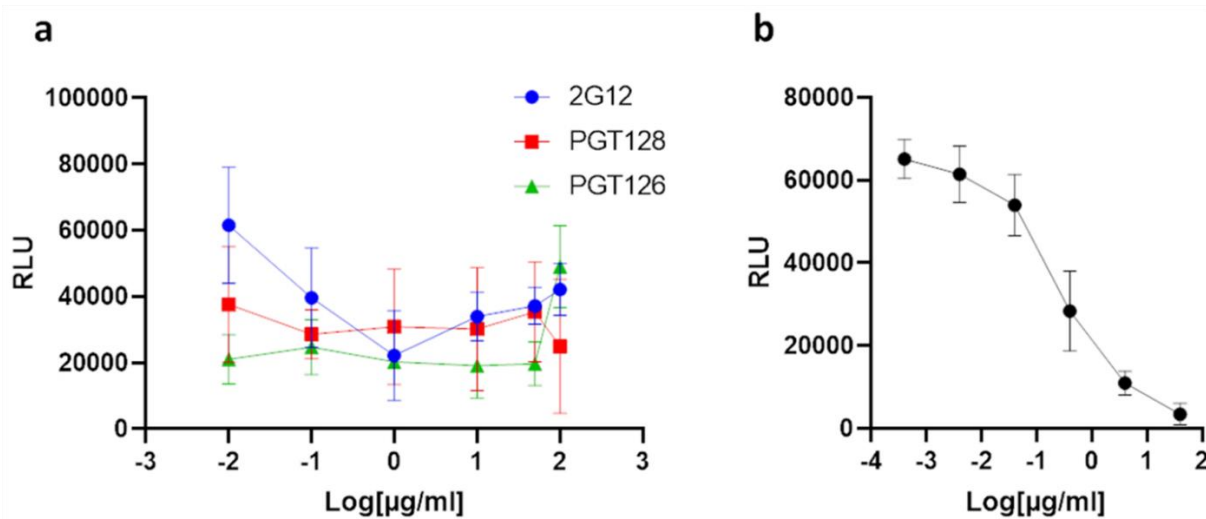 a
b
100000
80000
60000
40000
20000
0
RLU
2G12
PGT128
PGT126
-3 -2 -1 0 1 2 3
Log[µg/ml]
80000
60000
40000
20000
0
RLU
-4 -3 -2 -1 0 1 2
Log[µg/ml]